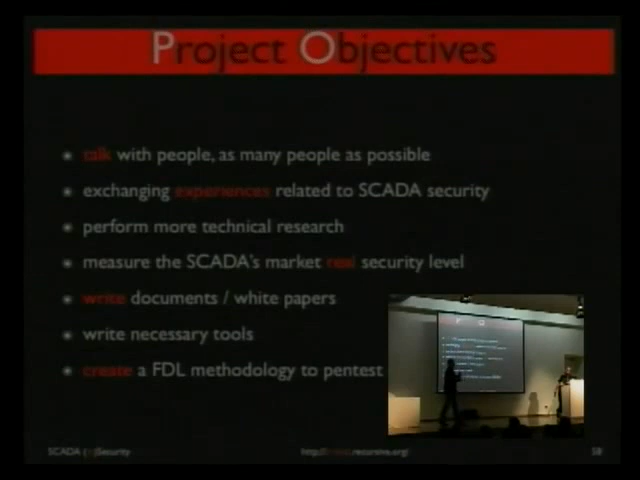 Project Objectives
talk with people, as many people as possible
exchanging experiences related to SCADA security
perform more technical research
measure the SCADA's market real security level
write documents / white papers
write necessary tools
create a FDL methodology to pentest
SCADA Security
58